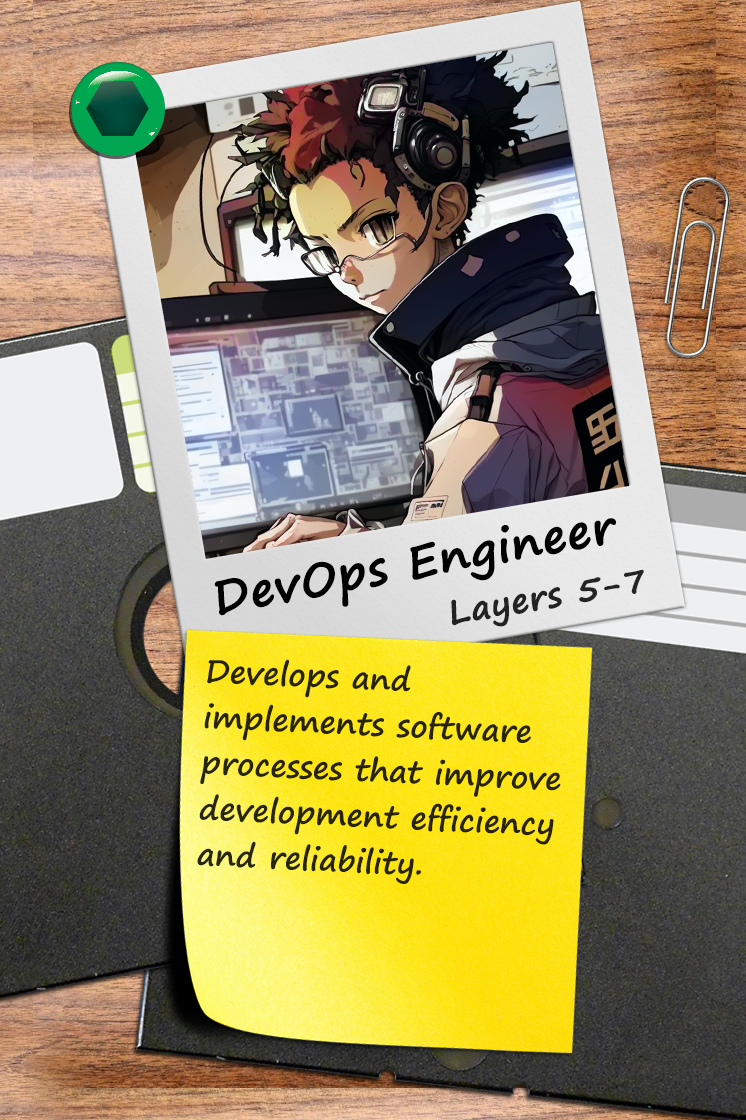 DevOps Engineer
Layers 5-7
Develops and
implements software
processes that improve
development efficiency
and reliability.